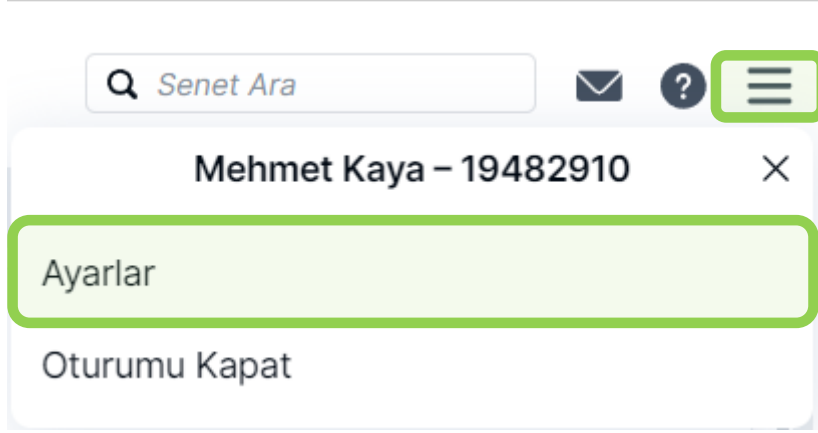 Senet Ara
?
Mehmet Kaya – 19482910
Ayarlar
Oturumu Kapat